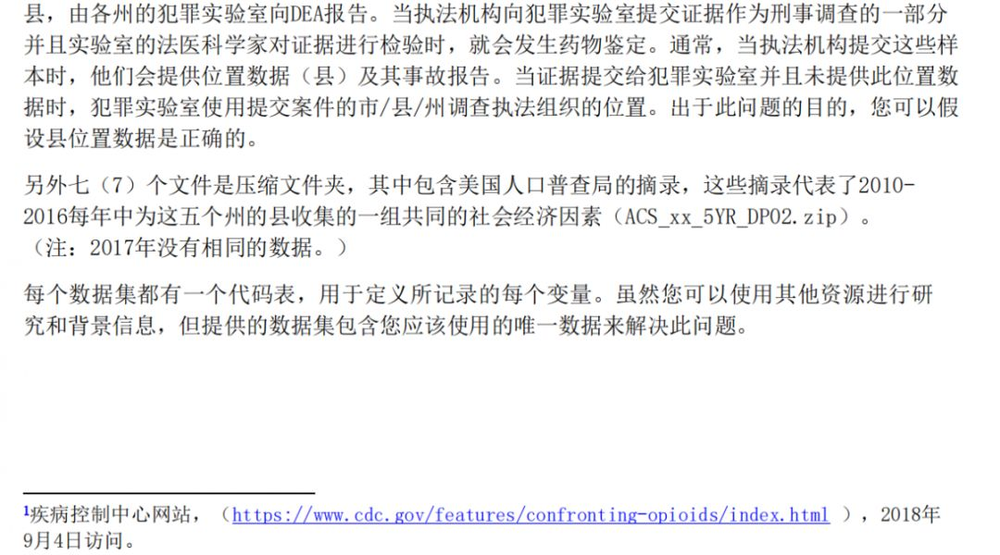 县，由各州的犯罪实验室向DEA报告。当执法机构向犯罪实验室提交证据作为刑事调查的一部分
并且实验室的法医科学家对证据进行检验时，就会发生药物鉴定。通常，当执法机构提交这些样
本时，他们会提供位置数据（县）及其事故报告。当证据提交给犯罪实验室并且未提供此位置数
据时，犯罪实验室使用提交案件的市/县/州调查执法组织的位置。出于此问题的目的，您可以假
设县位置数据是正确的。
另外七（7）个文件是压缩文件夹，其中包含美国人口普查局的摘录，这些摘录代表了2010-
2016每年中为这五个州的县收集的一组共同的社会经济因素（ACS_xx_5YR_DP02.zip）。
（注：2017年没有相同的数据。）
每个数据集都有一个代码表，用于定义所记录的每个变量。虽然您可以使用其他资源进行研
究和背景信息，但提供的数据集包含您应该使用的唯一数据来解决此问题。
1疾病控制中心网站，（https://www.cdc.gov/features/confronting-opioids/index.html ），2018年
9月4日访问。